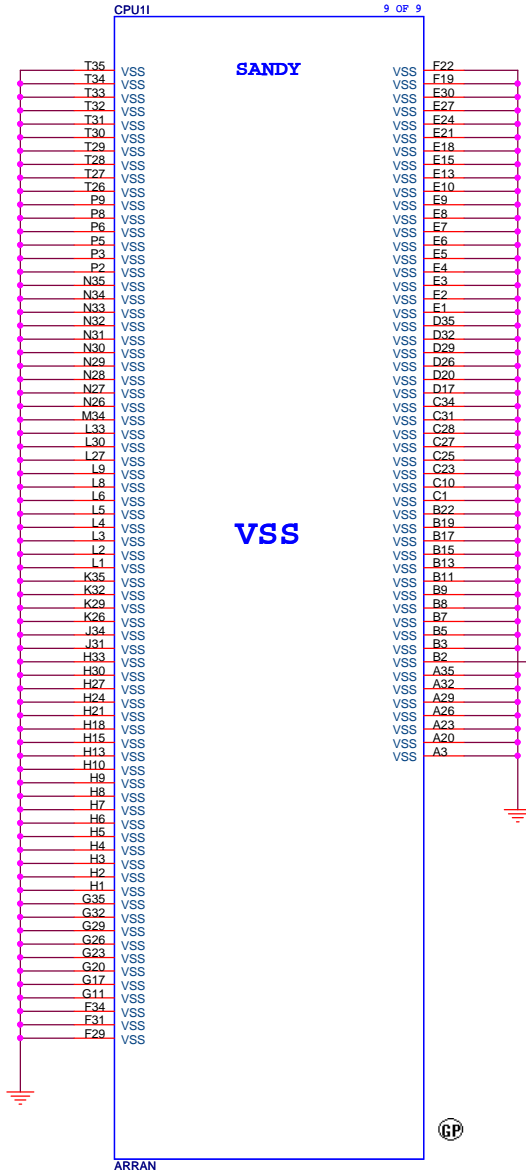 CPU1I 9 OF 9
SANDY
T35 VSS VSS F22
T34 VSS VSS F19
T33 VSS VSS E30
T32 VSS VSS E27
T31 VSS VSS E24
T30 VSS VSS E21
T29 VSS VSS E18
T28 VSS VSS E15
T27 VSS VSS E13
T26 VSS VSS E10
P9 VSS VSS E9
P8 VSS VSS E8
P6 VSS VSS E7
P5 VSS VSS E6
P3 VSS VSS E5
P2 VSS VSS E4
N35 VSS VSS E3
N34 VSS VSS E2
N33 VSS VSS E1
N32 VSS VSS D35
N31 VSS VSS D32
N30 VSS VSS D29
N29 VSS VSS D26
N28 VSS VSS D20
N27 VSS VSS D17
N26 VSS VSS C34
M34 VSS VSS C31
L33 VSS VSS C28
L30 VSS VSS C27
L27 VSS VSS C25
L9 VSS VSS C23
L8 VSS VSS C10
L6 VSS VSS C1
L5 VSS VSS B22
L4 VSS VSS B19
VSS
L3 VSS VSS B17
L2 VSS VSS B15
L1 VSS VSS B13
K35 VSS VSS B11
K32 VSS VSS B9
K29 VSS VSS B8
K26 VSS VSS B7
J34 VSS VSS B5
J31 VSS VSS B3
H33 VSS VSS B2
H30 VSS VSS A35
H27 VSS VSS A32
H24 VSS VSS A29
H21 VSS VSS A26
H18 VSS VSS A23
H15 VSS VSS A20
H13 VSS VSS A3
H10 VSS
H9 VSS
H8 VSS
H7 VSS
H6 VSS
H5 VSS
H4 VSS
H3 VSS
H2 VSS
H1 VSS
G35 VSS
G32 VSS
G29 VSS
G26 VSS
G23 VSS
G20 VSS
G17 VSS
G11 VSS
F34 VSS
F31 VSS
F29 VSS
GP
ARRAN